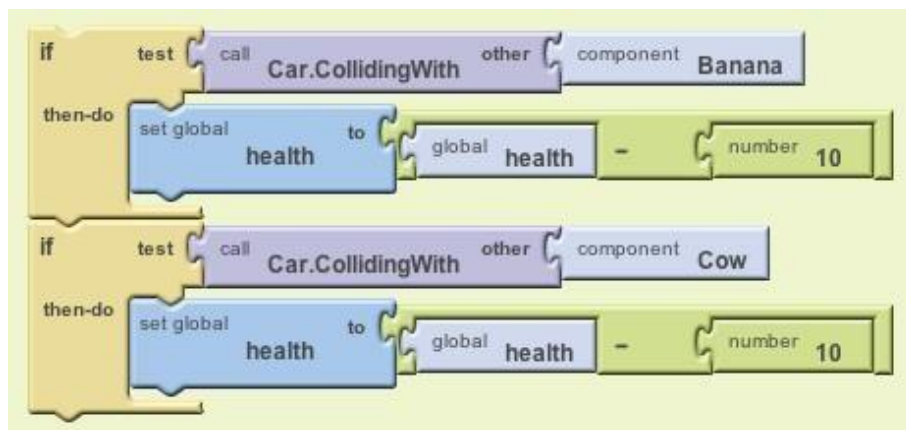 if test call Car.CollidingWith other component Banana
then-do set global health to global health - number 10
if test call Car.CollidingWith other component Cow
then-do set global health to global health - number 10